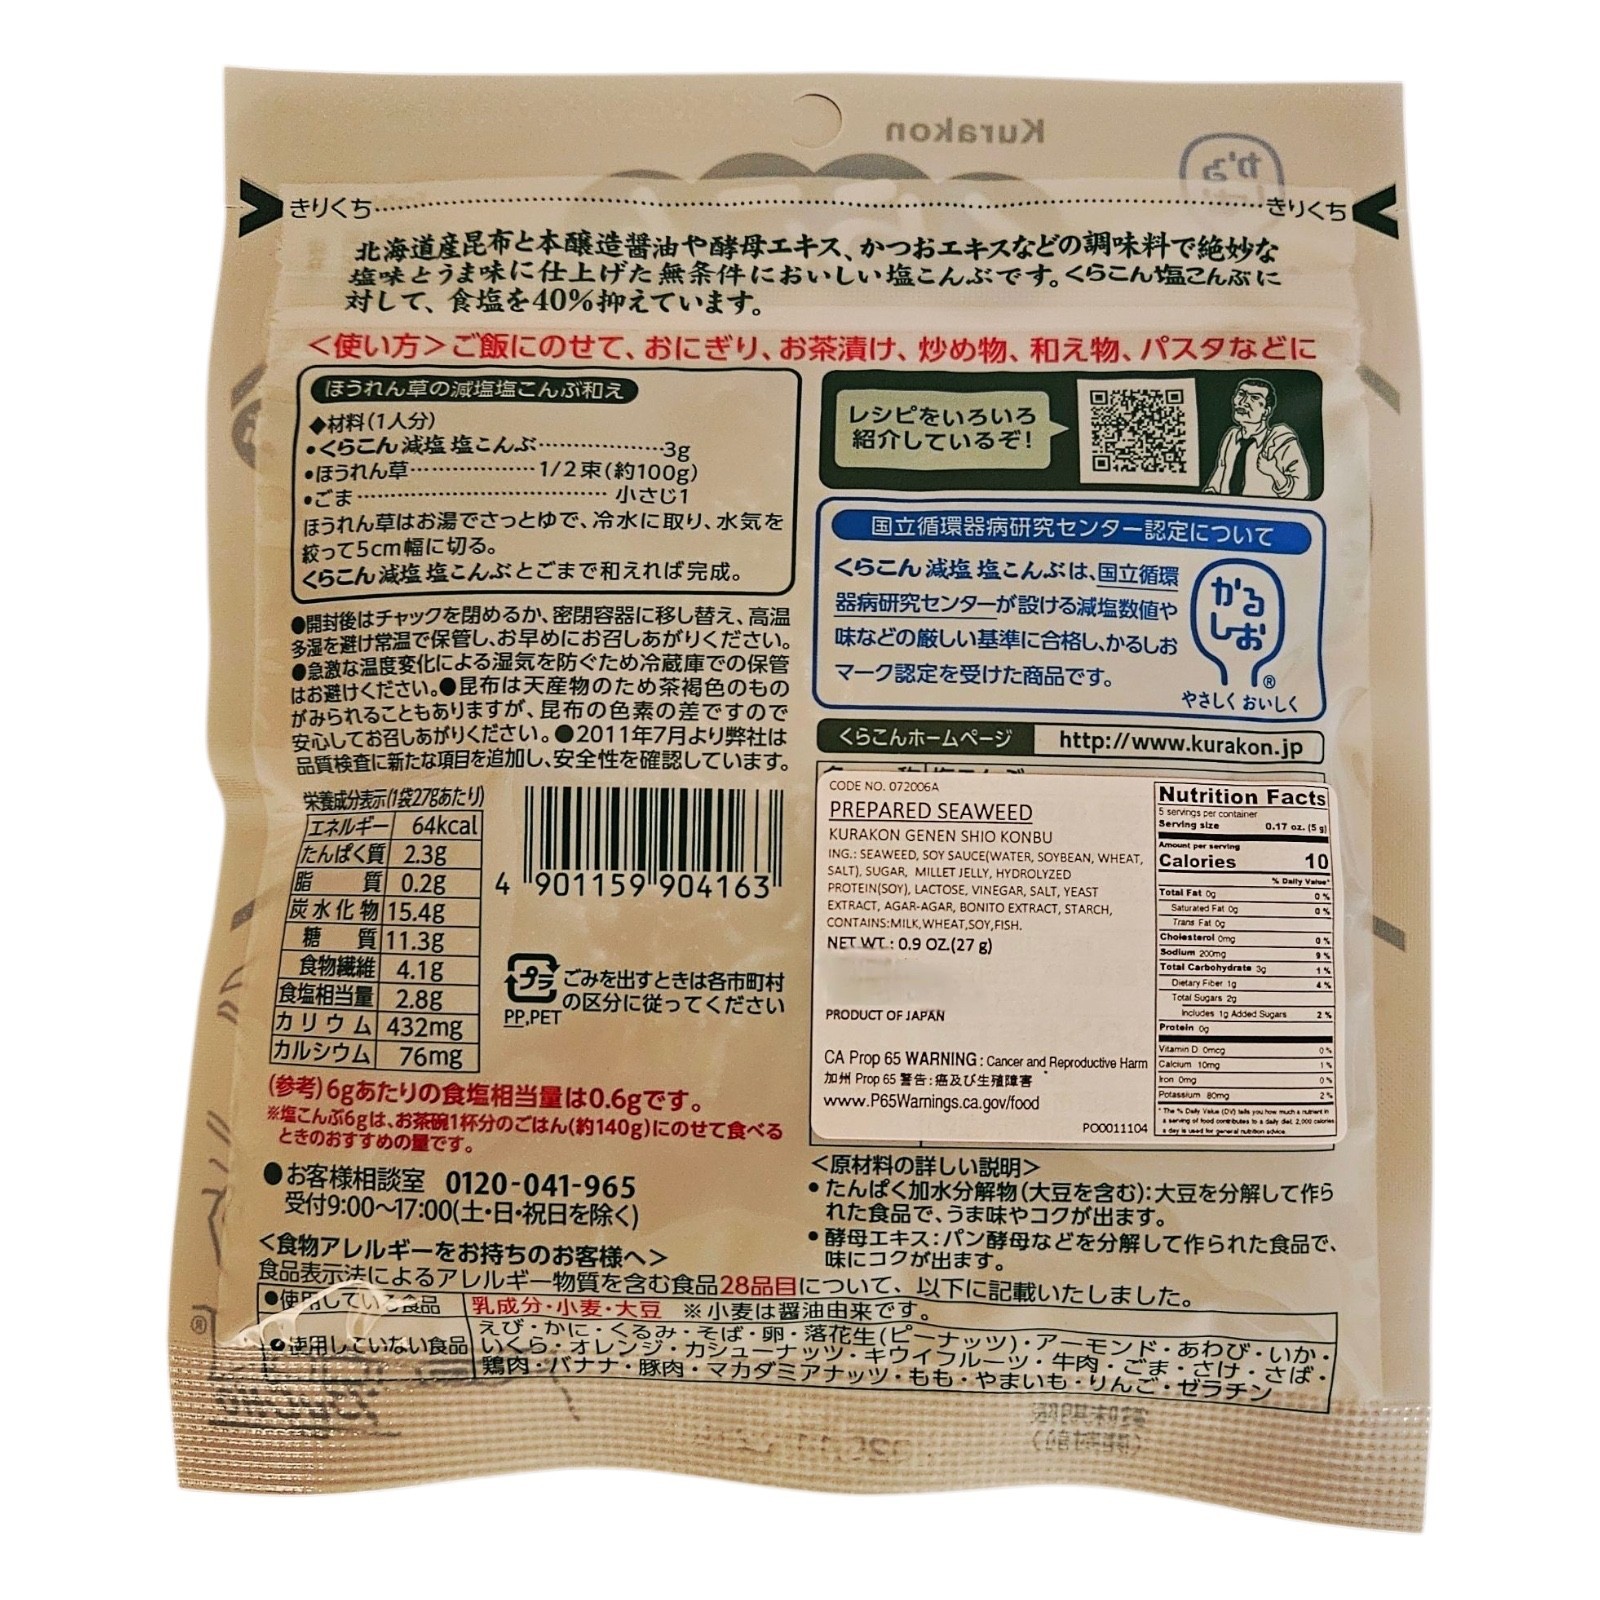 Kurakon
きりくち
きりくち
北海道産昆布と本醸造醤油や酵母エキス、かつおエキスなどの調味料で絶妙な
塩味とうま味に仕上げた無条件においしい塩こんぶです。くらこん塩こんぶに
対して、食塩を40%抑えています。
<使い方>ご飯にのせて、おにぎり、お茶漬け、炒め物、和え物、パスタなどに
ほうれん草の減塩塩こんぶ和え
◆材料(1人分)
•くらこん 減塩 塩こんぶ……………3g
•ほうれん草……………1/2束(約100g)
•ごま…………………………小さじ1
ほうれん草はお湯でさっとゆで、冷水に取り、水気を
絞って5cm幅に切る。
くらこん 減塩 塩こんぶとごまで和えれば完成。
レシピをいろいろ
紹介しているぞ!
国立循環器病研究センター認定について
くらこん 減塩 塩こんぶは、国立循環
器病研究センターが設ける減塩数値や
味などの厳しい基準に合格し、かるしお
マーク認定を受けた商品です。
かるしお®
やさしく おいしく
●開封後はチャックを閉めるか、密閉容器に移し替え、高温
多湿を避け常温で保管し、お早めにお召しあがりください。
●急激な温度変化による湿気を防ぐため冷蔵庫での保管
はお避けください。●昆布は天産物のため茶褐色のもの
がみられることもありますが、昆布の色素の差ですので
安心してお召しあがりください。●2011年7月より弊社は
品質検査に新たな項目を追加し、安全性を確認しています。
くらこんホームページ http://www.kurakon.jp
栄養成分表示(1袋27gあたり)
エネルギー 64kcal
たんぱく質 2.3g
脂質 0.2g
炭水化物 15.4g
糖質 11.3g
食物繊維 4.1g
食塩相当量 2.8g
カリウム 432mg
カルシウム 76mg
4 901159 904163
プラ
PP,PET
ごみを出すときは各市町村
の区分に従ってください
(参考)6gあたりの食塩相当量は0.6gです。
※塩こんぶ6gは、お茶碗1杯分のごはん(約140g)にのせて食べる
ときのおすすめの量です。
●お客様相談室 0120-041-965
受付9:00〜17:00(土・日・祝日を除く)
CODE NO. 072006A
PREPARED SEAWEED
KURAKON GENEN SHIO KONBU
ING.: SEAWEED, SOY SAUCE(WATER, SOYBEAN, WHEAT,
SALT), SUGAR, MILLET JELLY, HYDROLYZED
PROTEIN(SOY), LACTOSE, VINEGAR, SALT, YEAST
EXTRACT, AGAR-AGAR, BONITO EXTRACT, STARCH,
CONTAINS:MILK,WHEAT,SOY,FISH.
NET WT.: 0.9 OZ.(27 g)
PRODUCT OF JAPAN
CA Prop 65 WARNING : Cancer and Reproductive Harm
加州 Prop 65 警告:癌及び生殖障害
www.P65Warnings.ca.gov/food
PO0011104
Nutrition Facts
5 servings per container
Serving size 0.17 oz. (5 g)
Amount per serving
Calories 10
% Daily Value*
Total Fat 0g 0%
Saturated Fat 0g 0%
Trans Fat 0g
Cholesterol 0mg 0%
Sodium 200mg 9%
Total Carbohydrate 3g 1%
Dietary Fiber 1g 4%
Total Sugars 2g
Includes 1g Added Sugars 2%
Protein 0g
Vitamin D 0mcg 0%
Calcium 10mg 1%
Iron 0mg 0%
Potassium 80mg 2%
* The % Daily Value (DV) tells you how much a nutrient in
a serving of food contributes to a daily diet. 2,000 calories
a day is used for general nutrition advice.
<原材料の詳しい説明>
•たんぱく加水分解物(大豆を含む):大豆を分解して作ら
れた食品で、うま味やコクが出ます。
•酵母エキス:パン酵母などを分解して作られた食品で、
味にコクが出ます。
<食物アレルギーをお持ちのお客様へ>
食品表示法によるアレルギー物質を含む食品28品目について、以下に記載いたしました。
●使用している食品 乳成分・小麦・大豆 ※小麦は醤油由来です。
●使用していない食品 えび・かに・くるみ・そば・卵・落花生(ピーナッツ)・アーモンド・あわび・いか・
いくら・オレンジ・カシューナッツ・キウイフルーツ・牛肉・ごま・さけ・さば・
鶏肉・バナナ・豚肉・マカダミアナッツ・もも・やまいも・りんご・ゼラチン